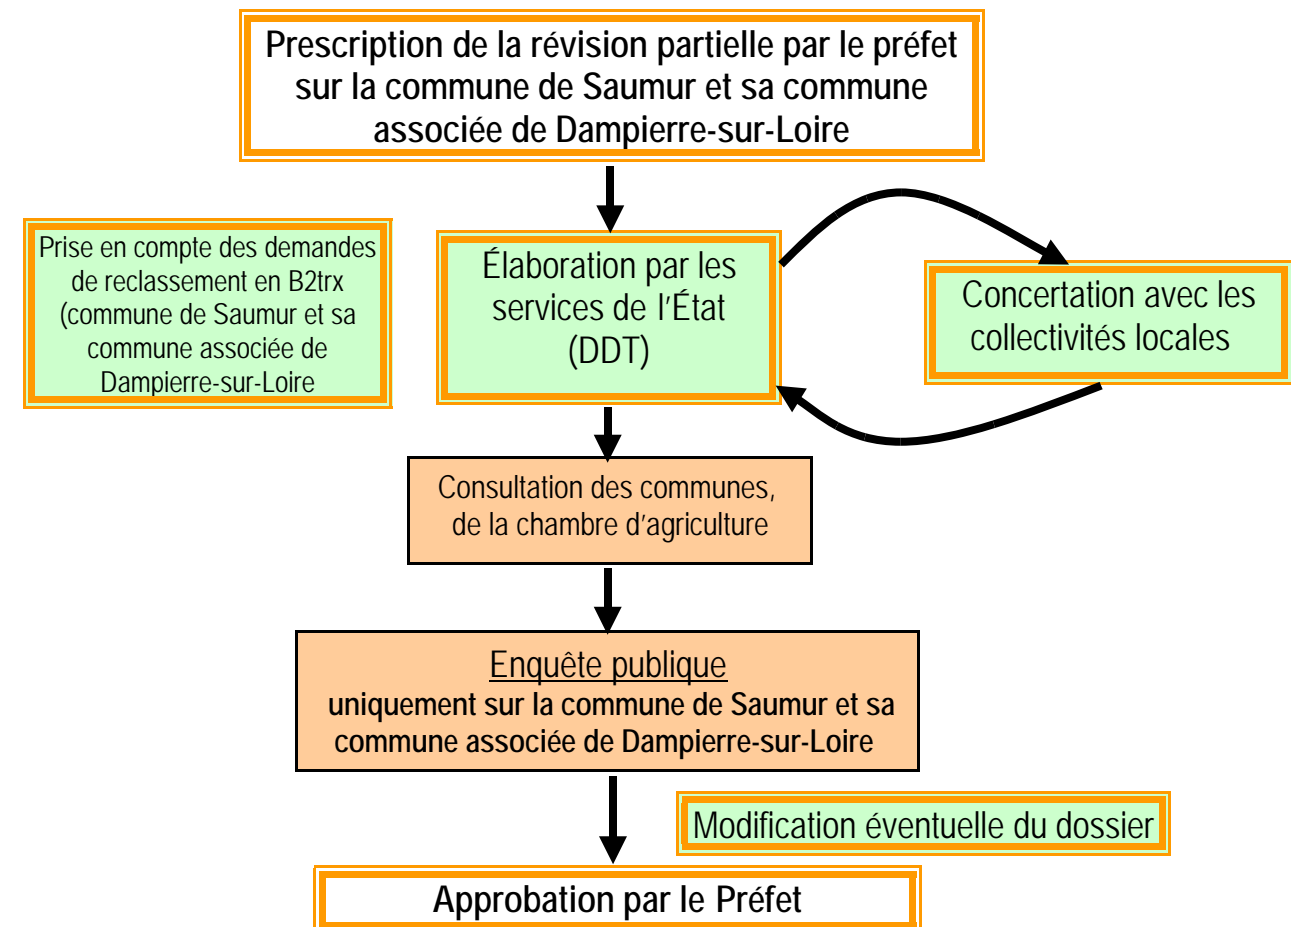 Prescription de la révision partielle par le préfet
sur la commune de Saumur et sa commune
associée de Dampierre-sur-Loire
Prise en compte des demandes
de reclassement en B2trx
(commune de Saumur et sa
commune associée de
Dampierre-sur-Loire
Élaboration par les
services de l'État
(DDT)
Concertation avec les
collectivités locales
Consultation des communes,
de la chambre d'agriculture
Enquête publique
uniquement sur la commune de Saumur et sa
commune associée de Dampierre-sur-Loire
Modification éventuelle du dossier
Approbation par le Préfet